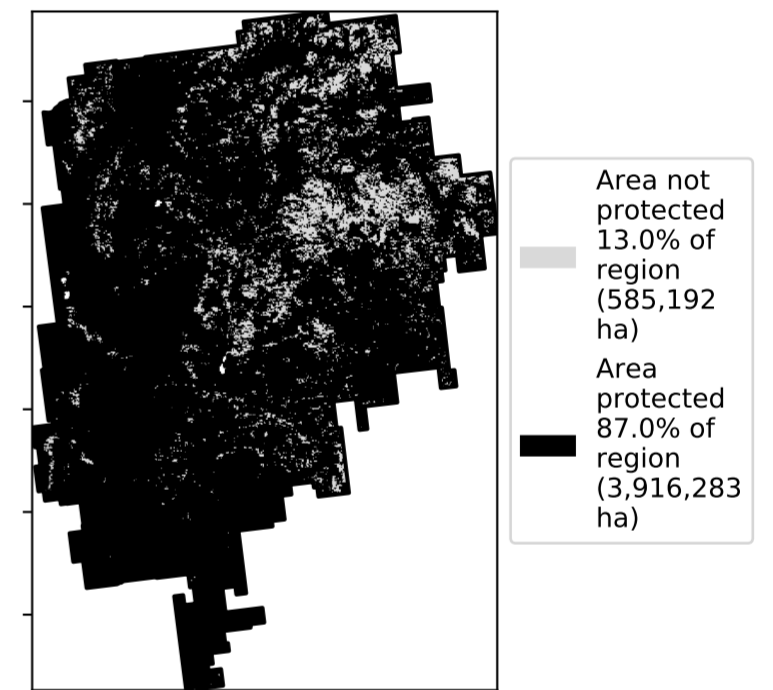 Area not
protected
13.0% of
region
(585,192
ha)
Area
protected
87.0% of
region
(3,916,283
ha)